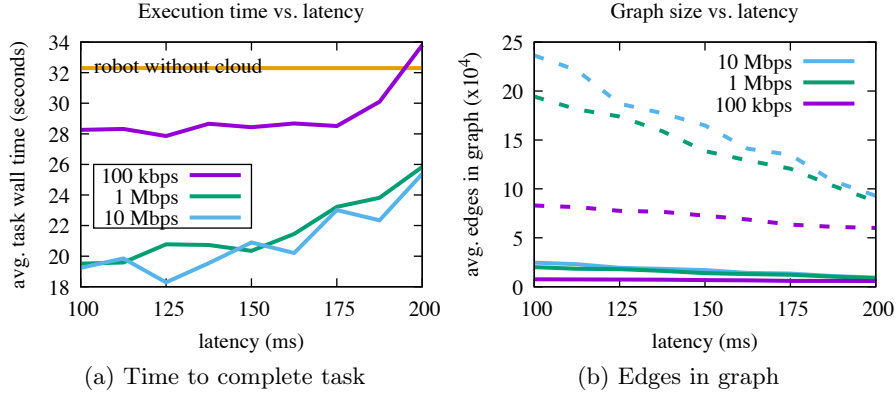 Execution time vs. latency
avg. task wall time (seconds)
34
32
30
28
26
24
22
20
18
robot without cloud
100 kbps
1 Mbps
10 Mbps
100 125 150 175 200
latency (ms)
(a) Time to complete task
Graph size vs. latency
avg. edges in graph (x10⁴)
25
20
15
10
5
0
10 Mbps
1 Mbps
100 kbps
100 125 150 175 200
latency (ms)
(b) Edges in graph